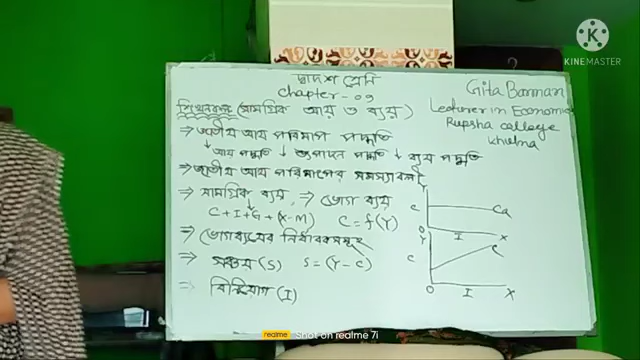 দ্বাদশ শ্রেণি
chapter - 09
শিখনফল (সামগ্রিক আয় ও ব্যয়)
⇒ জাতীয় আয় পরিমাপ পদ্ধতি
↓ আয় পদ্ধতি ↓ উৎপাদন পদ্ধতি ↓ ব্যয় পদ্ধতি
⇒ জাতীয় আয় পরিমাপের সমস্যাবলী
⇒ সামগ্রিক ব্যয়, ⇒ ভোগ ব্যয়
C+I+G+(X-M) C = f(Y)
⇒ ভোগব্যয়ের নির্ধারকসমূহ
⇒ সঞ্চয় (S) S = (Y - C)
⇒ বিনিয়োগ (I)
Gita Barman
Lecturer in Economic
Rupsha college
khulna
Y
C Ca
O I X
Y C
S
O I X
KINEMASTER
realme Shot on realme 7i